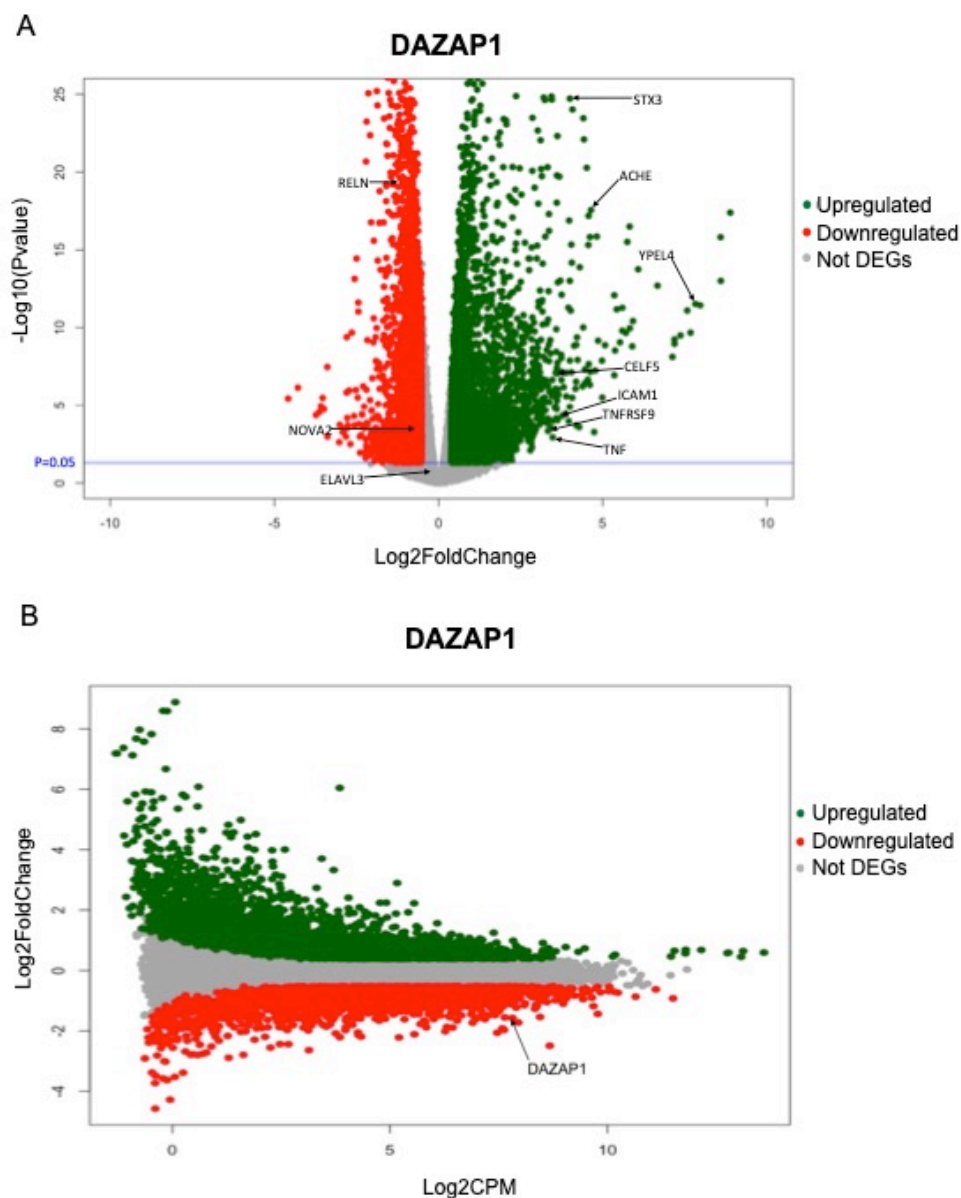 A
DAZAP1
25
20
15
10
5
0
-Log10(Pvalue)
P=0.05
STX3
ACHE
RELN
YPEL4
CELF5
ICAM1
TNFRSF9
NOVA2
TNF
ELAVL3
Upregulated
Downregulated
Not DEGs
-10 -5 0 5 10
Log2FoldChange
B
DAZAP1
8
6
4
2
0
-2
-4
Log2FoldChange
DAZAP1
Upregulated
Downregulated
Not DEGs
0 5 10
Log2CPM